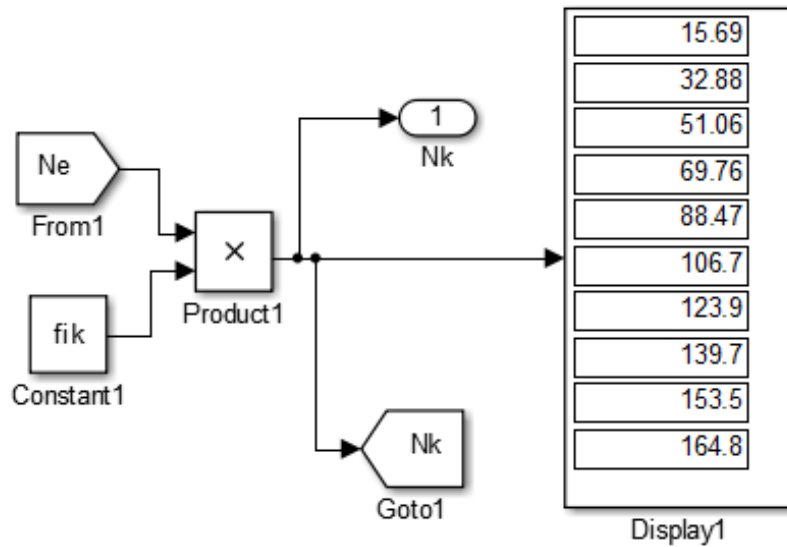 Ne
From1
fik
Constant1
×
Product1
1
Nk
Nk
Goto1
15.69
32.88
51.06
69.76
88.47
106.7
123.9
139.7
153.5
164.8
Display1